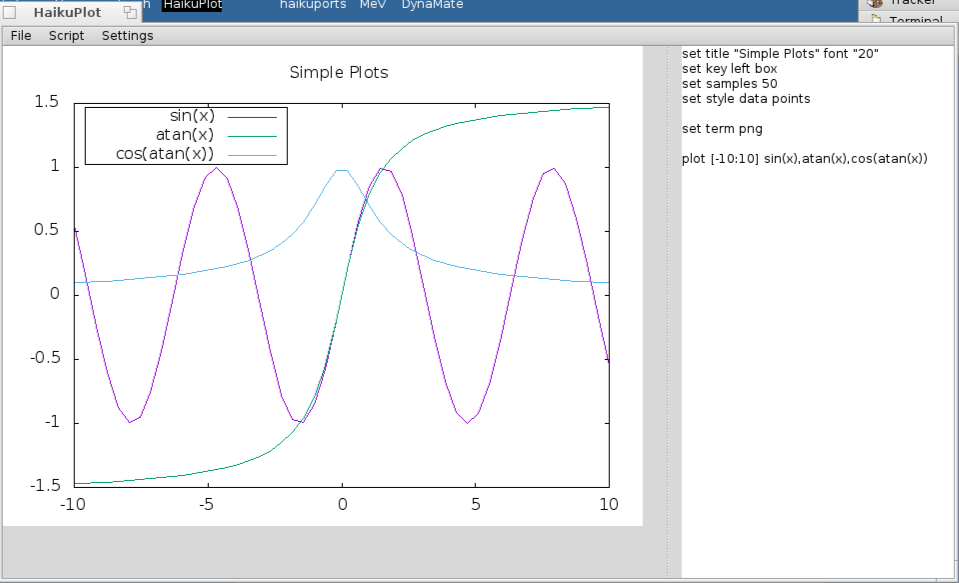 HaikuPlot
h HaikuPlot haikuports MeV DynaMate
Tracker
Terminal
File Script Settings
Simple Plots
sin(x)
atan(x)
cos(atan(x))
1.5
1
0.5
0
-0.5
-1
-1.5
-10 -5 0 5 10
set title "Simple Plots" font "20"
set key left box
set samples 50
set style data points
set term png
plot [-10:10] sin(x),atan(x),cos(atan(x))